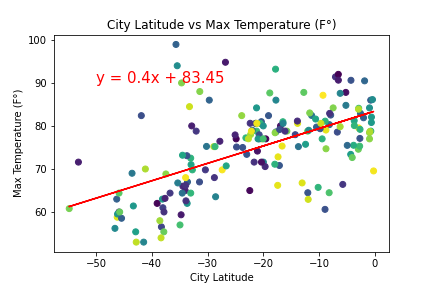 City Latitude vs Max Temperature (F°)
100
90
80
70
60
Max Temperature (F°)
y = 0.4x + 83.45
−50 −40 −30 −20 −10 0
City Latitude